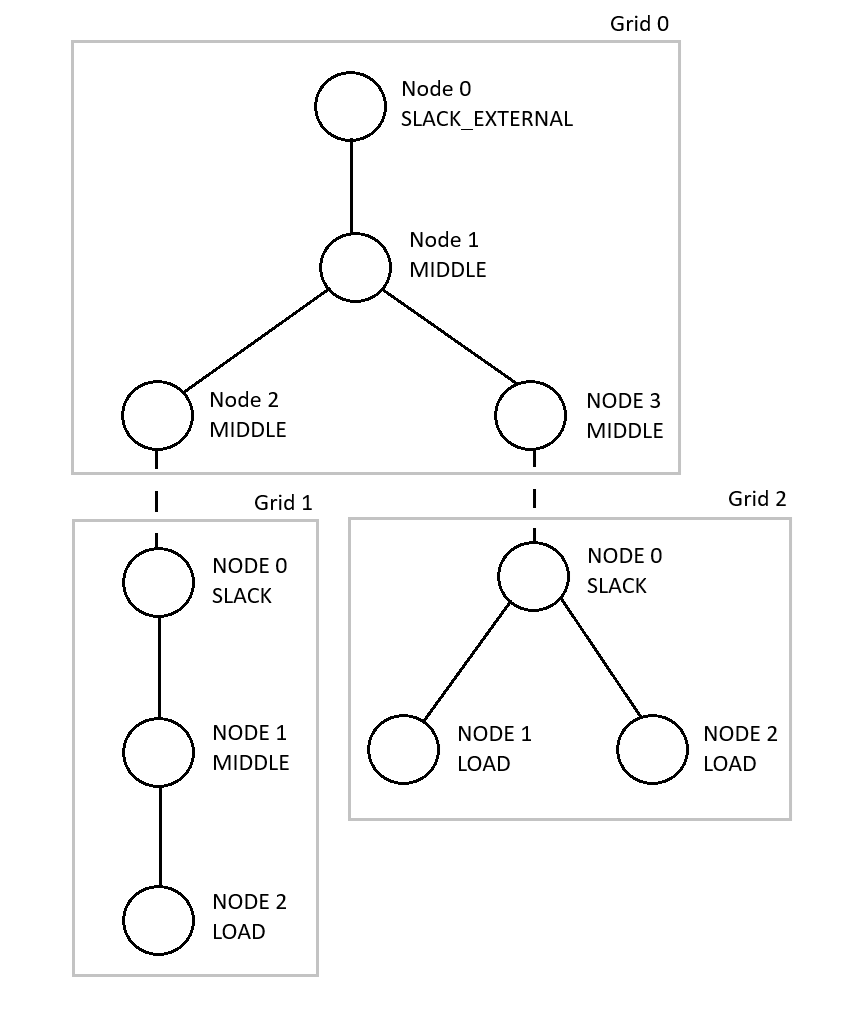 Grid 0
Node 0
SLACK_EXTERNAL
Node 1
MIDDLE
Node 2
MIDDLE
NODE 3
MIDDLE
Grid 1
NODE 0
SLACK
NODE 1
MIDDLE
NODE 2
LOAD
Grid 2
NODE 0
SLACK
NODE 1
LOAD
NODE 2
LOAD